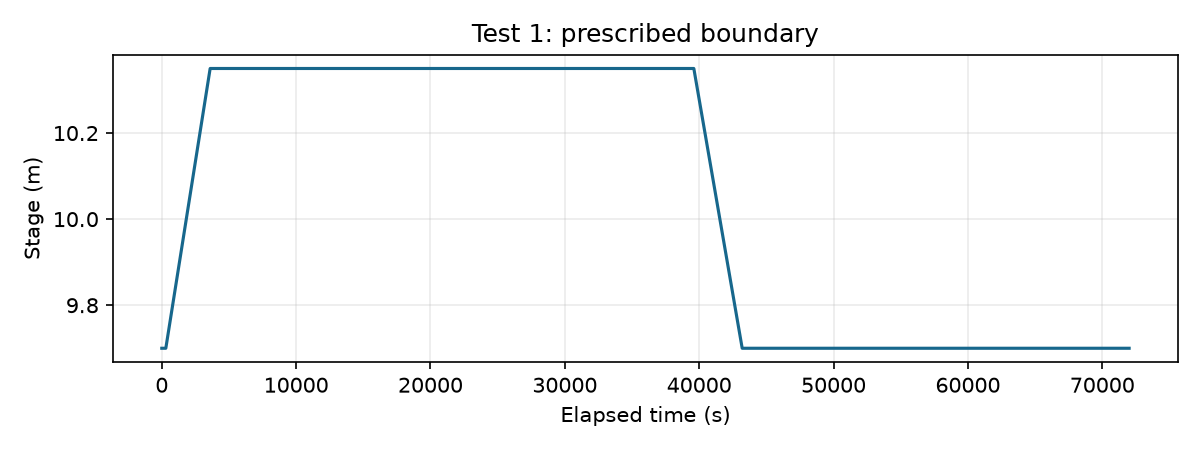 Test 1: prescribed boundary
Stage (m)
10.2
10.0
9.8
0 10000 20000 30000 40000 50000 60000 70000
Elapsed time (s)